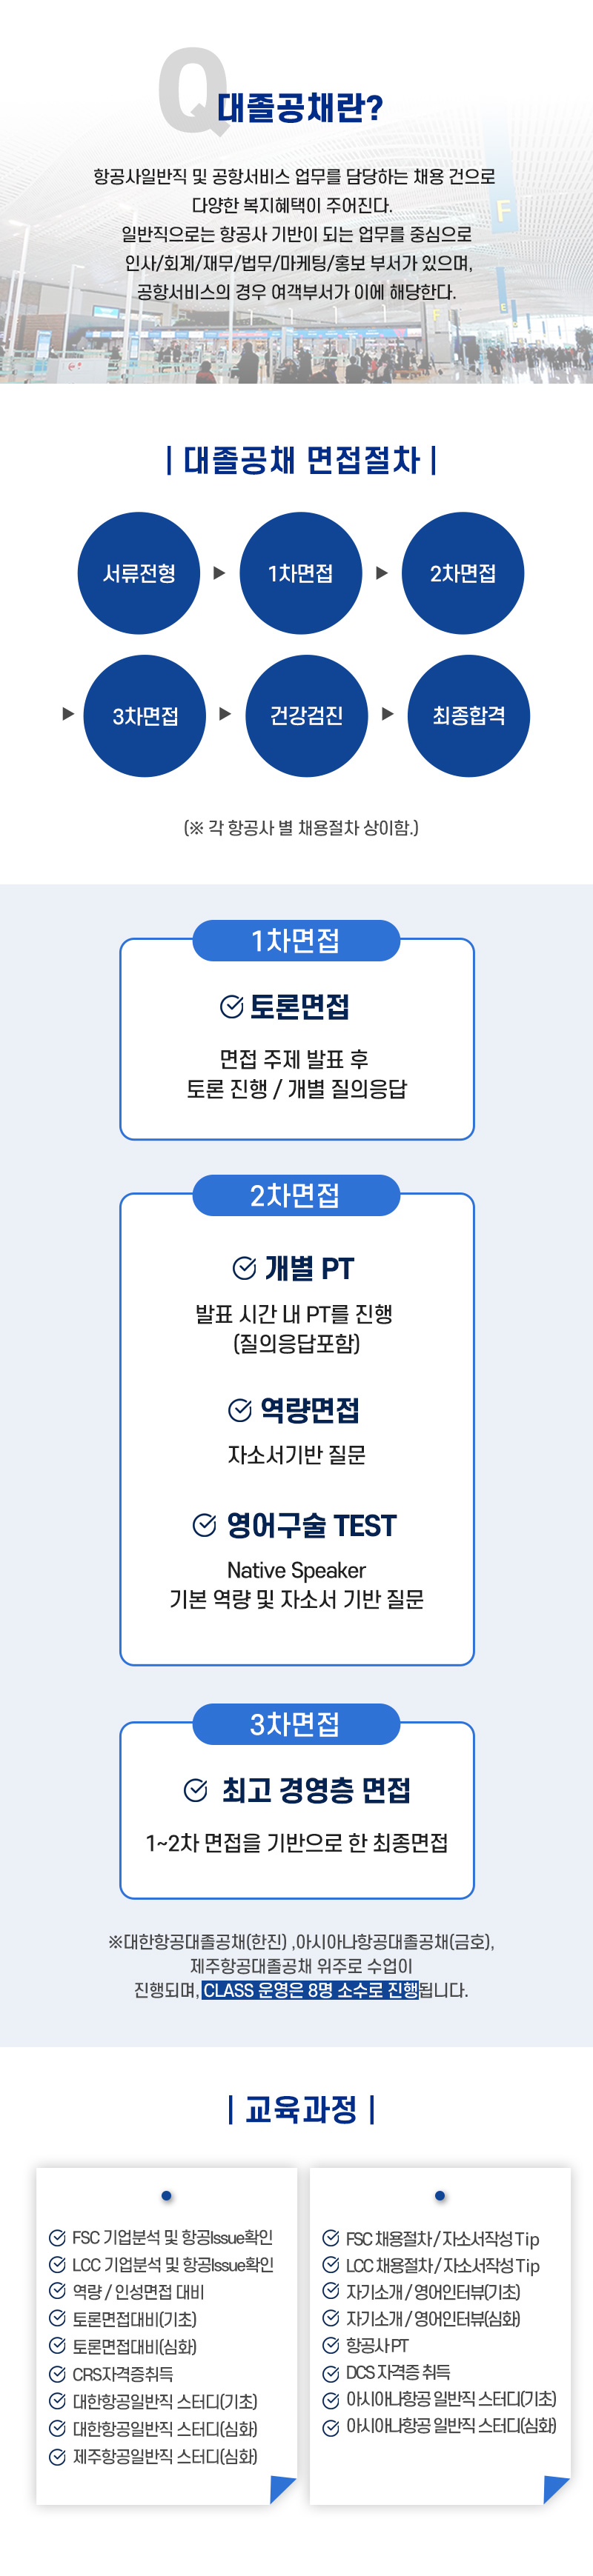 Q
대졸공채란?
항공사일반직 및 공항서비스 업무를 담당하는 채용 건으로
다양한 복지혜택이 주어진다.
일반직으로는 항공사 기반이 되는 업무를 중심으로
인사/회계/재무/법무/마케팅/홍보 부서가 있으며,
공항서비스의 경우 여객부서가 이에 해당한다.
F
F
E
| 대졸공채 면접절차 |
서류전형 ▶ 1차면접 ▶ 2차면접
▶ 3차면접 ▶ 건강검진 ▶ 최종합격
(※ 각 항공사 별 채용절차 상이함.)
1차면접
토론면접
면접 주제 발표 후
토론 진행 / 개별 질의응답
2차면접
개별 PT
발표 시간 내 PT를 진행
(질의응답포함)
역량면접
자소서기반 질문
영어구술 TEST
Native Speaker
기본 역량 및 자소서 기반 질문
3차면접
최고 경영층 면접
1~2차 면접을 기반으로 한 최종면접
※대한항공대졸공채(한진) ,아시아나항공대졸공채(금호),
제주항공대졸공채 위주로 수업이
진행되며, CLASS 운영은 8명 소수로 진행됩니다.
| 교육과정 |
FSC 기업분석 및 항공Issue확인
LCC 기업분석 및 항공Issue확인
역량 / 인성면접 대비
토론면접대비(기초)
토론면접대비(심화)
CRS자격증취득
대한항공일반직 스터디(기초)
대한항공일반직 스터디(심화)
제주항공일반직 스터디(심화)
FSC 채용절차 / 자소서작성 Tip
LCC 채용절차 / 자소서작성 Tip
자기소개 / 영어인터뷰(기초)
자기소개 / 영어인터뷰(심화)
항공사 PT
DCS 자격증 취득
아시아나항공 일반직 스터디(기초)
아시아나항공 일반직 스터디(심화)